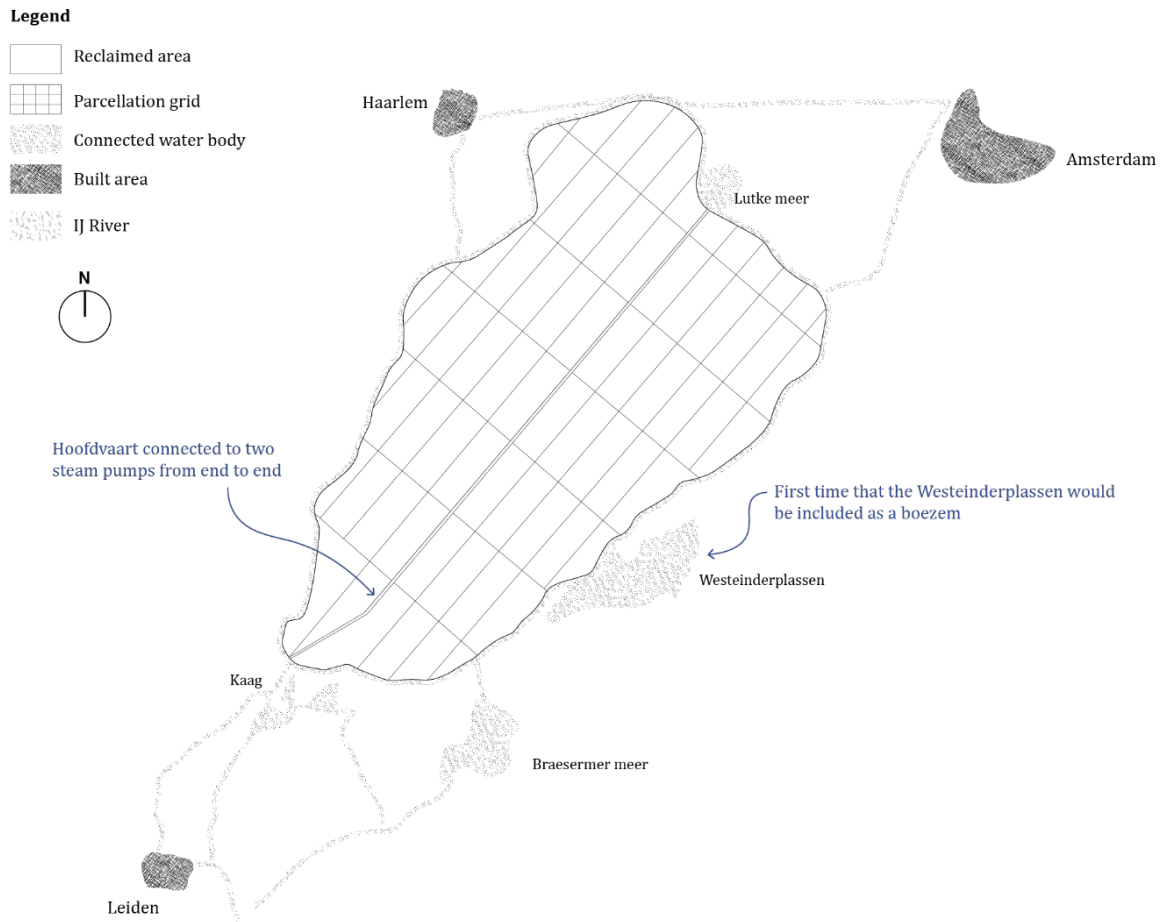 Legend
Reclaimed area
Parcellation grid
Connected water body
Built area
IJ River
N
Haarlem
Amsterdam
Lutke meer
Hoofdvaart connected to two
steam pumps from end to end
First time that the Westeinderplassen would
be included as a boezem
Westeinderplassen
Kaag
Braesermer meer
Leiden